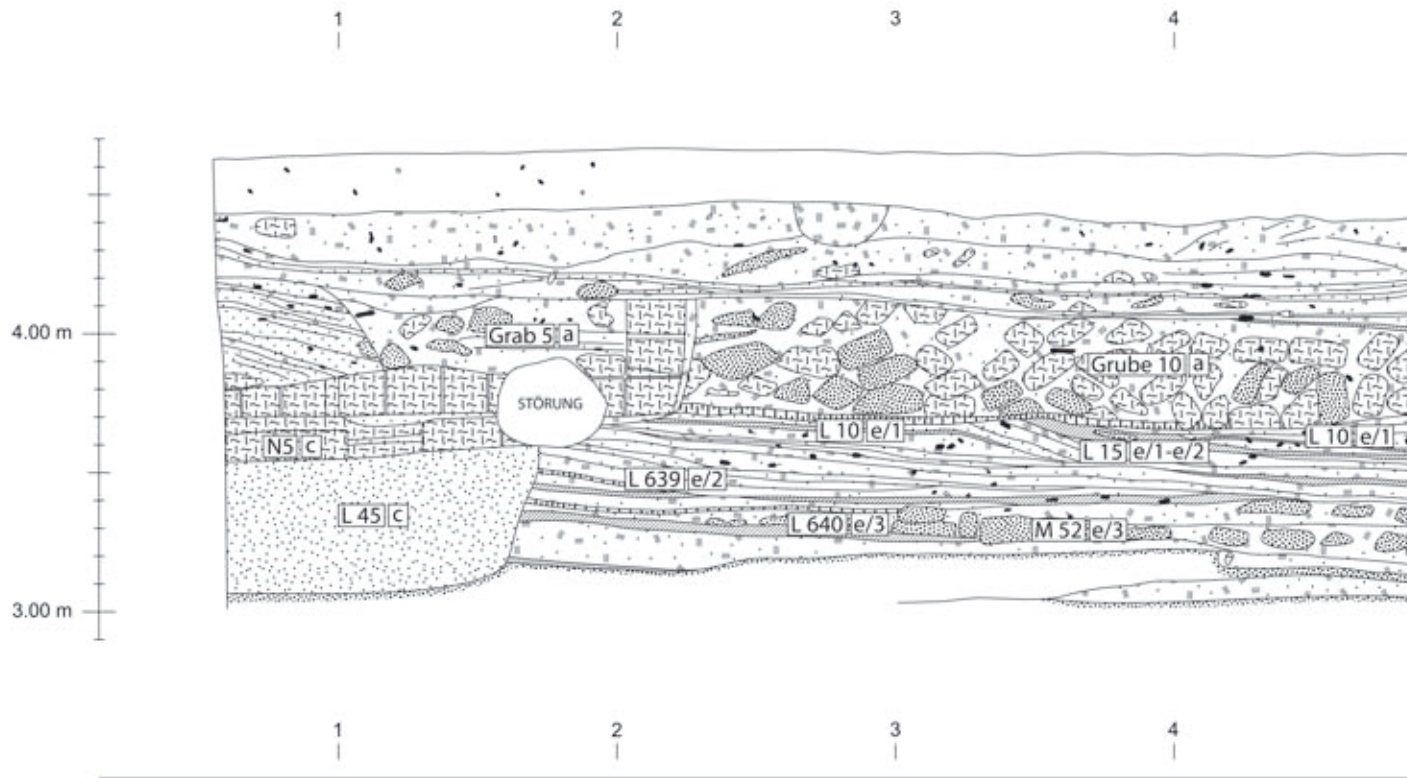 1 2 3 4
4.00 m
Grab 5 a
Grube 10 a
STÖRUNG
L 10 e/1
L 10 e/1
N5 c
L 15 e/1-e/2
L 639 e/2
L 45 c
L 640 e/3
M 52 e/3
3.00 m
1 2 3 4